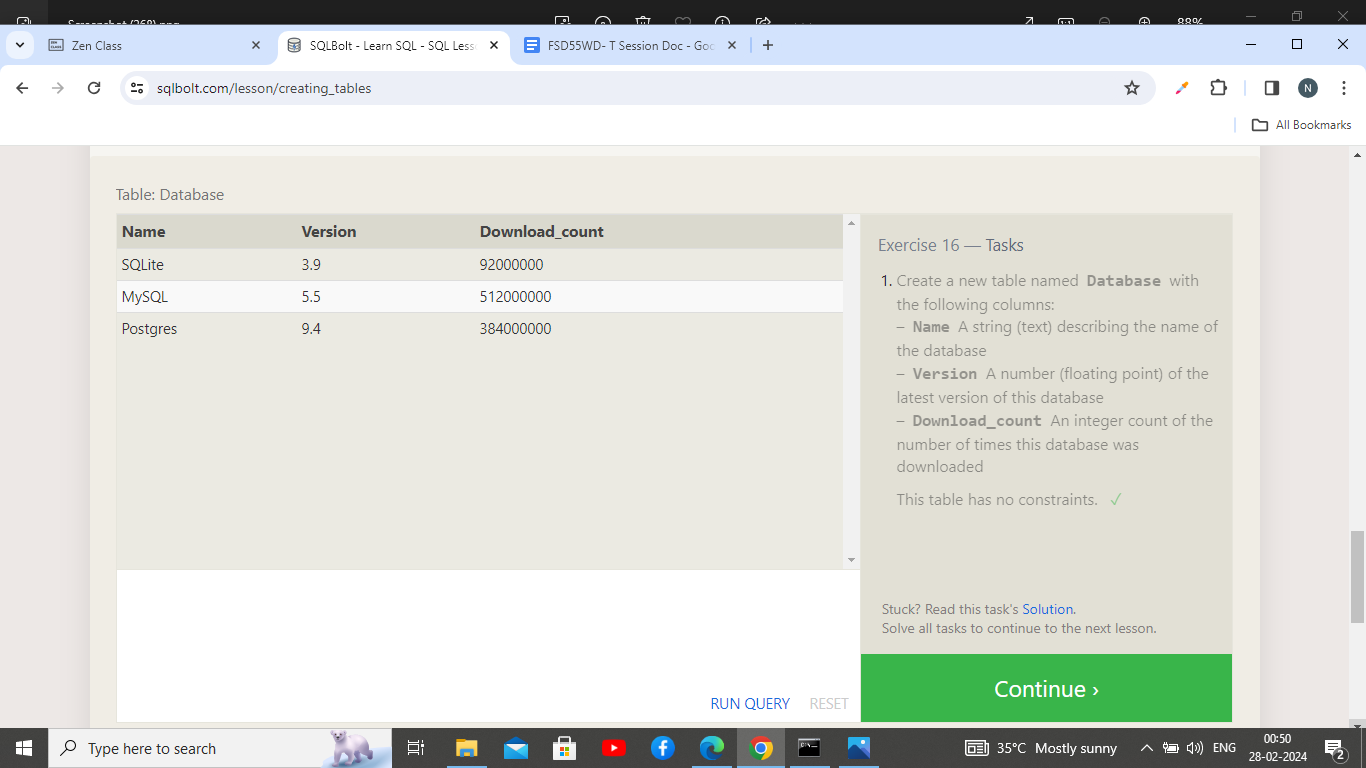 Screenshot (268).png
88%
Zen Class
SQLBolt - Learn SQL - SQL Less
FSD55WD- T Session Doc - Goo
sqlbolt.com/lesson/creating_tables
N
All Bookmarks
Table: Database
Name Version Download_count
SQLite 3.9 92000000
MySQL 5.5 512000000
Postgres 9.4 384000000
Exercise 16 — Tasks
1. Create a new table named Database with
the following columns:
– Name A string (text) describing the name of
the database
– Version A number (floating point) of the
latest version of this database
– Download_count An integer count of the
number of times this database was
downloaded
This table has no constraints. ✓
Stuck? Read this task's Solution.
Solve all tasks to continue to the next lesson.
RUN QUERY RESET
Continue ›
Type here to search
35°C Mostly sunny
ENG
00:50
28-02-2024
2